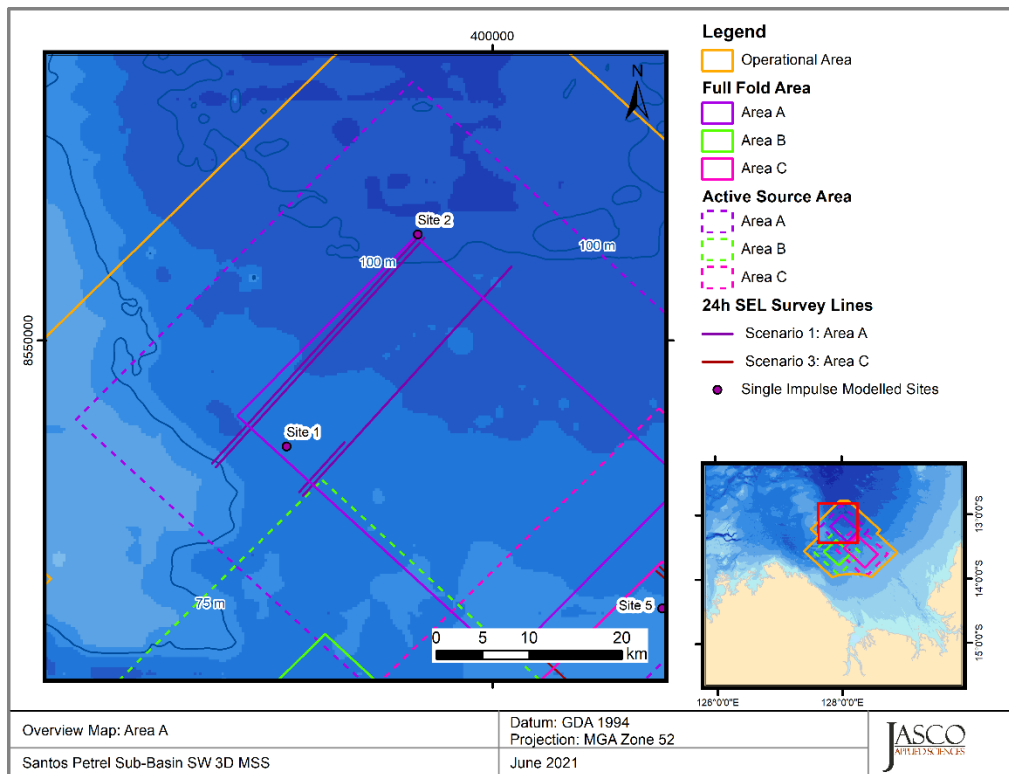 400000
8550000
N
Site 2
100 m
100 m
Site 1
75 m
Site 5
0 5 10 20
km
Legend
Operational Area
Full Fold Area
Area A
Area B
Area C
Active Source Area
Area A
Area B
Area C
24h SEL Survey Lines
Scenario 1: Area A
Scenario 3: Area C
Single Impulse Modelled Sites
13°0'0"S
14°0'0"S
15°0'0"S
126°0'0"E
128°0'0"E
Overview Map: Area A
Datum: GDA 1994
Projection: MGA Zone 52
Santos Petrel Sub-Basin SW 3D MSS
June 2021
JASCO
APPLIED SCIENCES